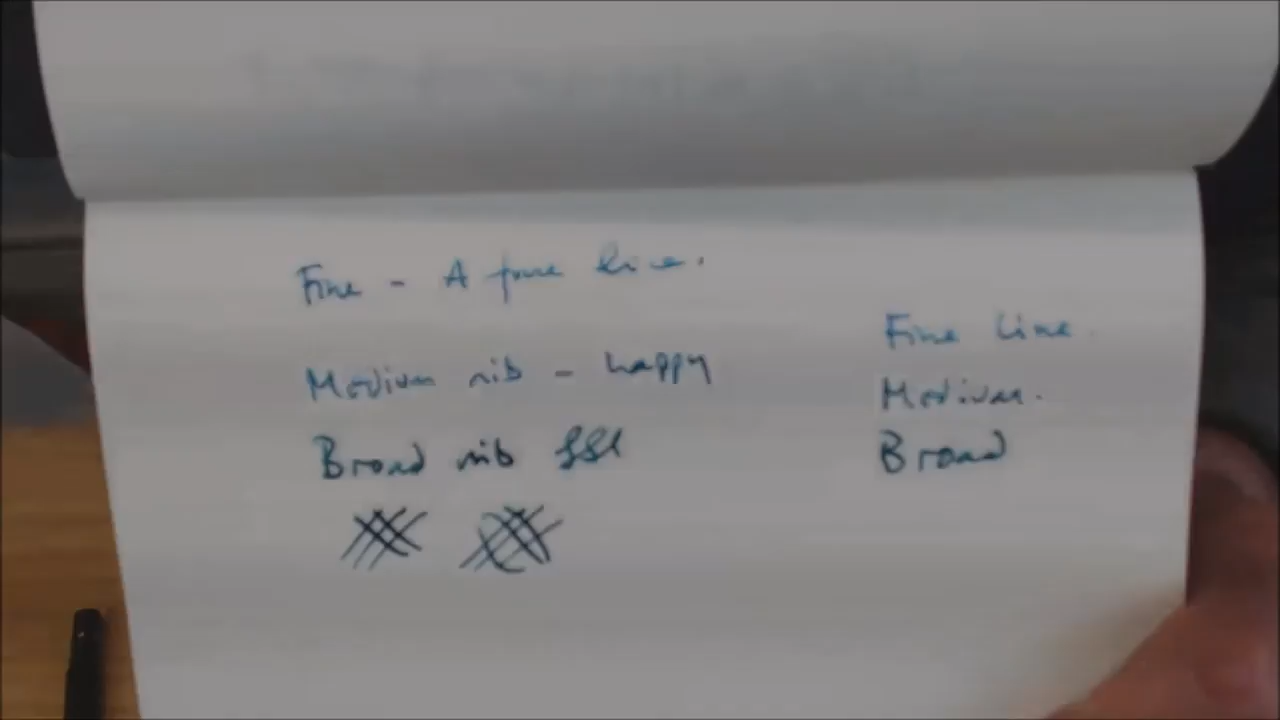 Fine - A fine line.
Medium nib - happy
Broad nib
Fine Line.
Medium.
Broad